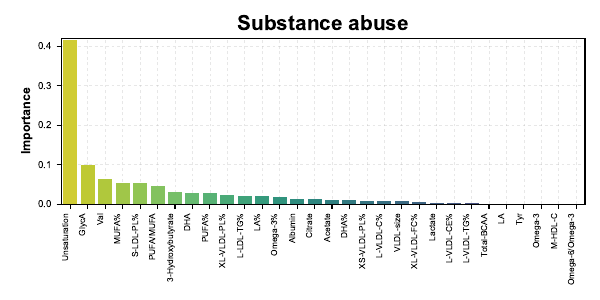 Substance abuse
Importance
0.4
0.3
0.2
0.1
0.0
Unsaturation
GlycA
Val
MUFA%
S-LDL-PL%
PUFA/MUFA
3-Hydroxybutyrate
DHA
PUFA%
XL-VLDL-PL%
L-LDL-TG%
LA%
Omega-3%
Albumin
Citrate
Acetate
DHA%
XS-VLDL-PL%
L-VLDL-C%
VLDL-size
XL-VLDL-FC%
Lactate
L-VLDL-CE%
L-VLDL-TG%
Total-BCAA
LA
Tyr
Omega-3
M-HDL-C
Omega-6/Omega-3